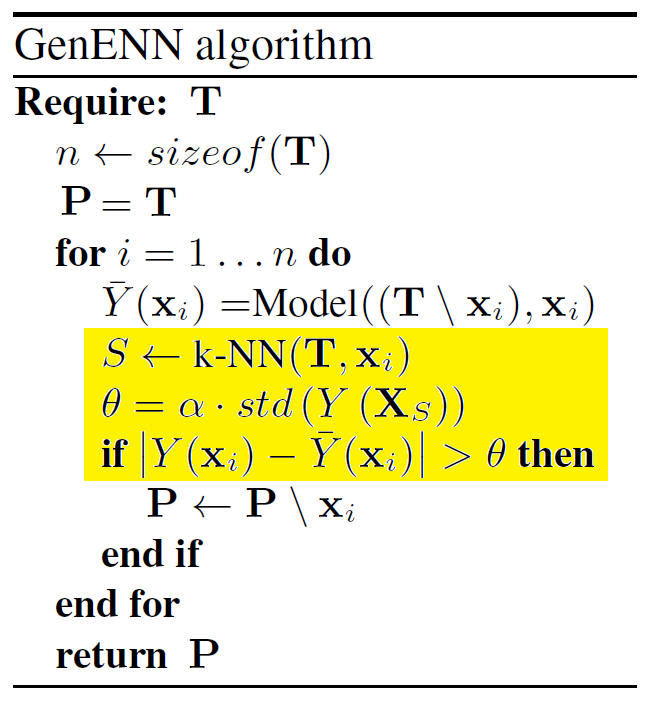 GenENN algorithm
Require: T
n ← sizeof(T)
P = T
for i = 1 … n do
Ȳ(xᵢ) =Model((T \ xᵢ), xᵢ)
S ← k-NN(T, xᵢ)
θ = α · std (Y (X_S))
if |Y(xᵢ) − Ȳ(xᵢ)| > θ then
P ← P \ xᵢ
end if
end for
return P